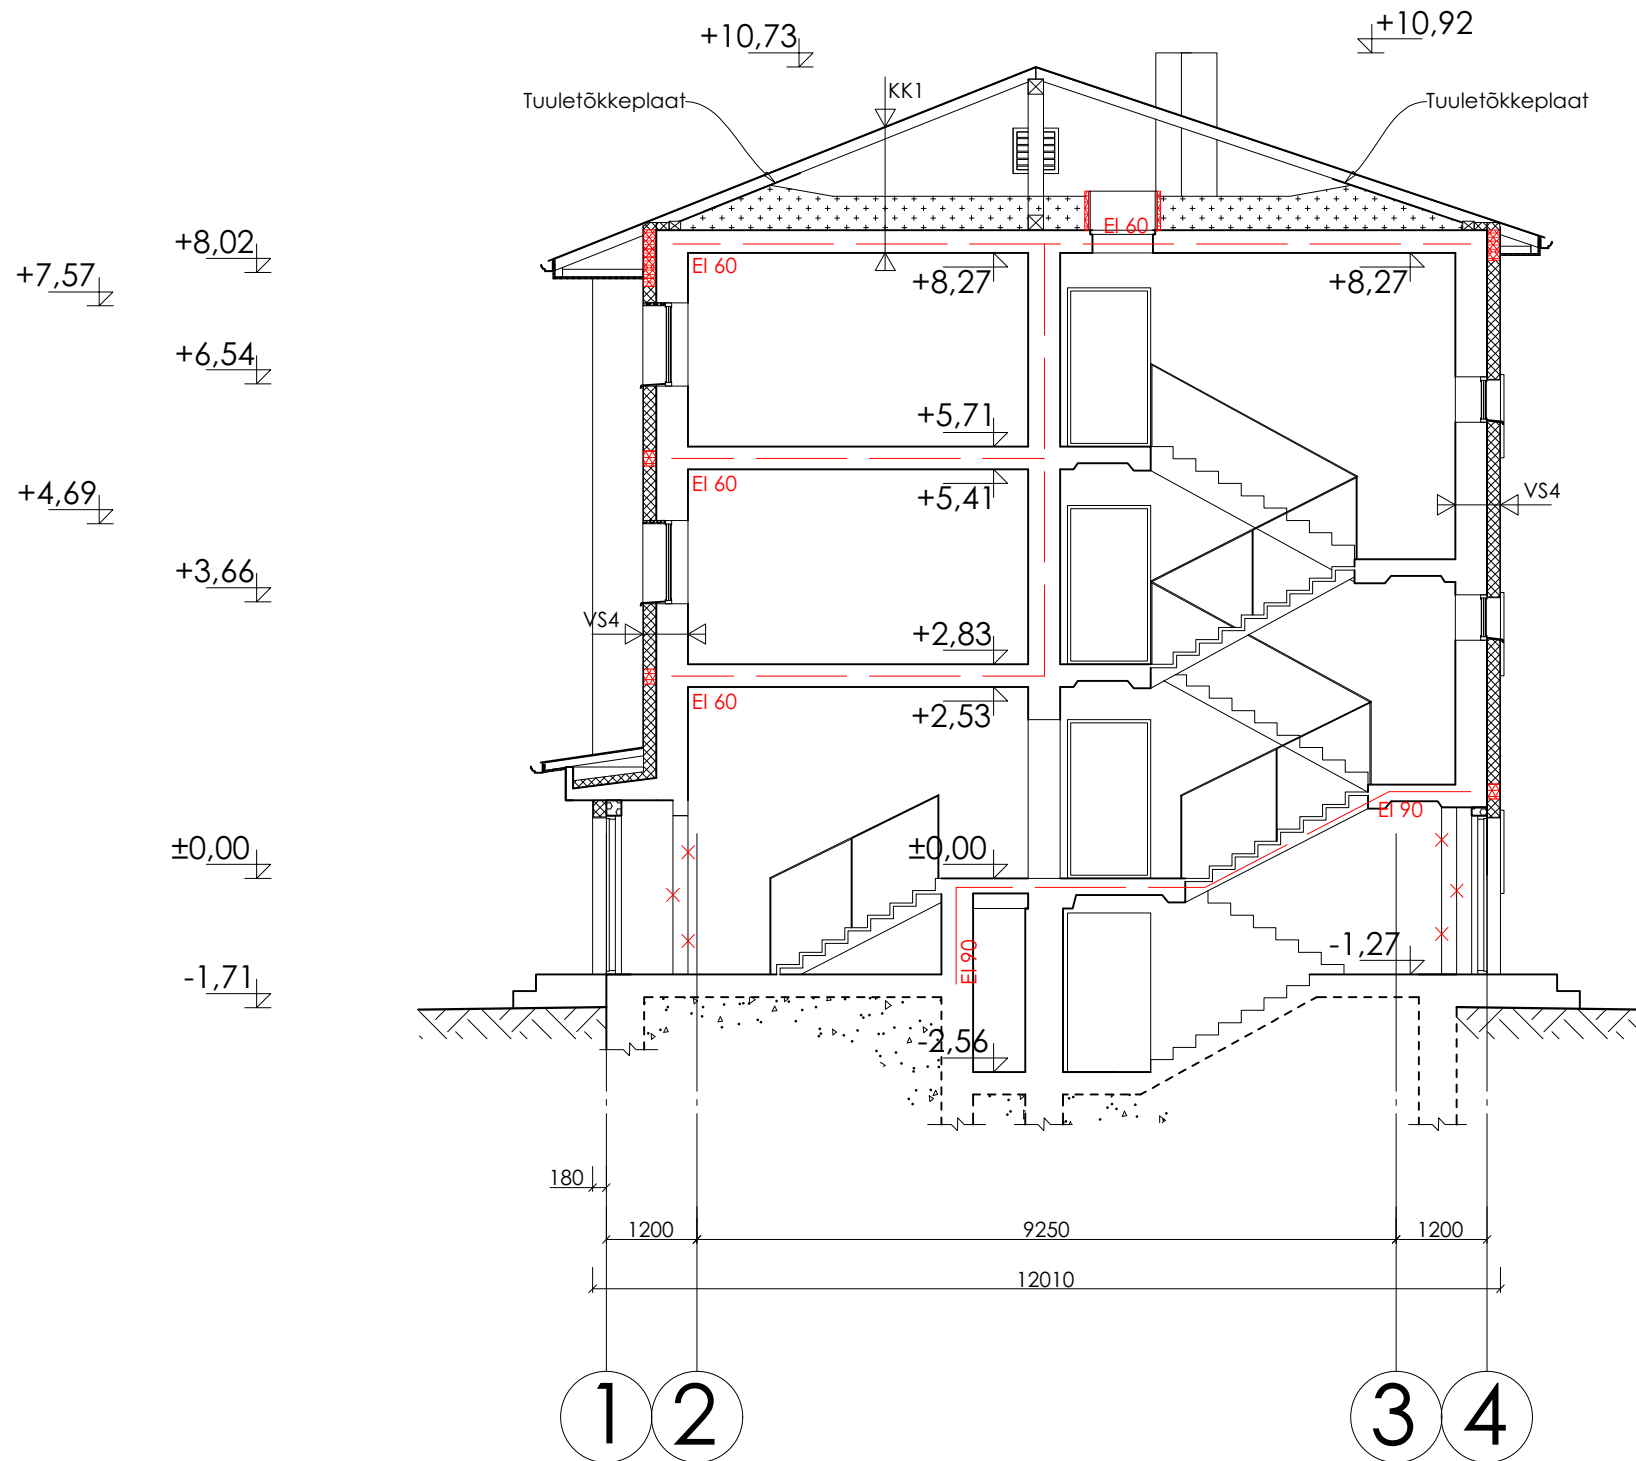 +10,73
+10,92
KK1
Tuuletõkkeplaat
Tuuletõkkeplaat
EI 60
+8,02
+7,57
EI 60
+8,27
+8,27
+6,54
+5,71
EI 60
+5,41
+4,69
VS4
+3,66
VS4
+2,83
EI 60
+2,53
EI 90
±0,00
±0,00
EI 90
-1,27
-1,71
-2,56
180
1200
9250
1200
12010
1
2
3
4